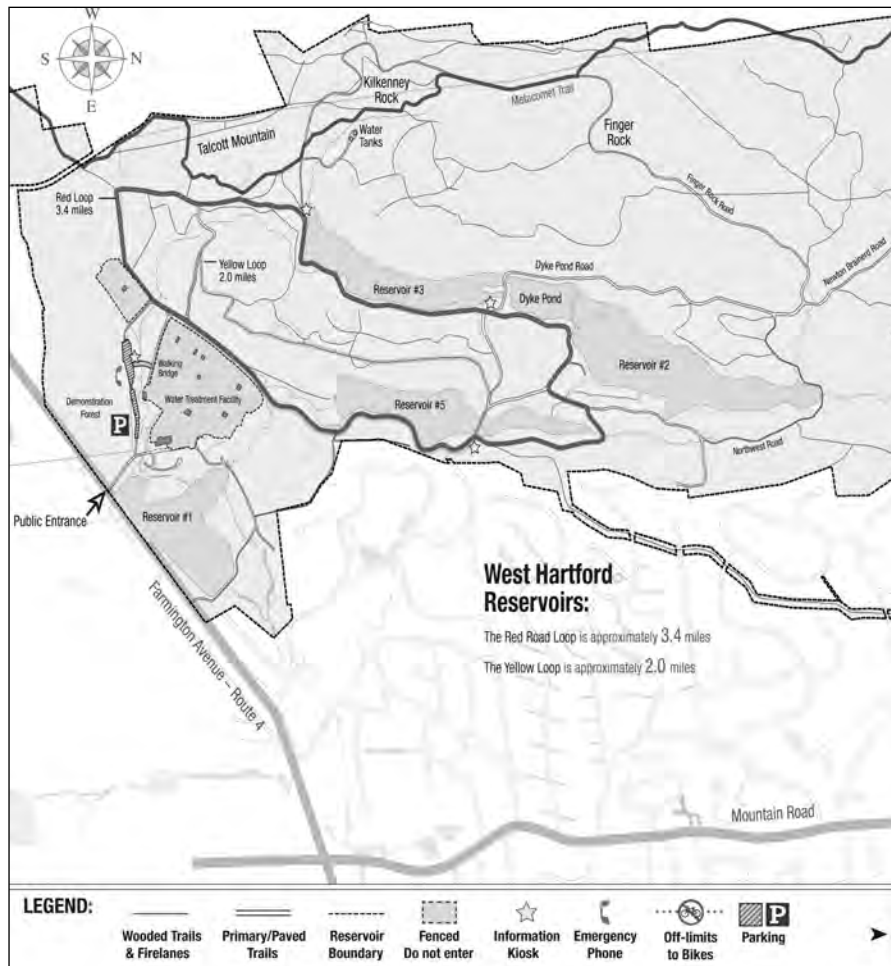 W
S
N
E
Kilkenney
Rock
Metacomet Trail
Talcott Mountain
Water
Tanks
Finger
Rock
Red Loop
3.4 miles
Finger Rock Road
Yellow Loop
2.0 miles
Dyke Pond Road
Newton Brainerd Road
Reservoir #3
Dyke Pond
Walking
Bridge
Reservoir #2
Demonstration
Forest
Water Treatment Facility
Reservoir #5
P
Northwest Road
Public Entrance
Reservoir #1
West Hartford
Reservoirs:
The Red Road Loop is approximately 3.4 miles
The Yellow Loop is approximately 2.0 miles
Farmington Avenue – Route 4
Mountain Road
LEGEND:
Wooded Trails
& Firelanes
Primary/Paved
Trails
Reservoir
Boundary
Fenced
Do not enter
Information
Kiosk
Emergency
Phone
Off-limits
to Bikes
P
Parking